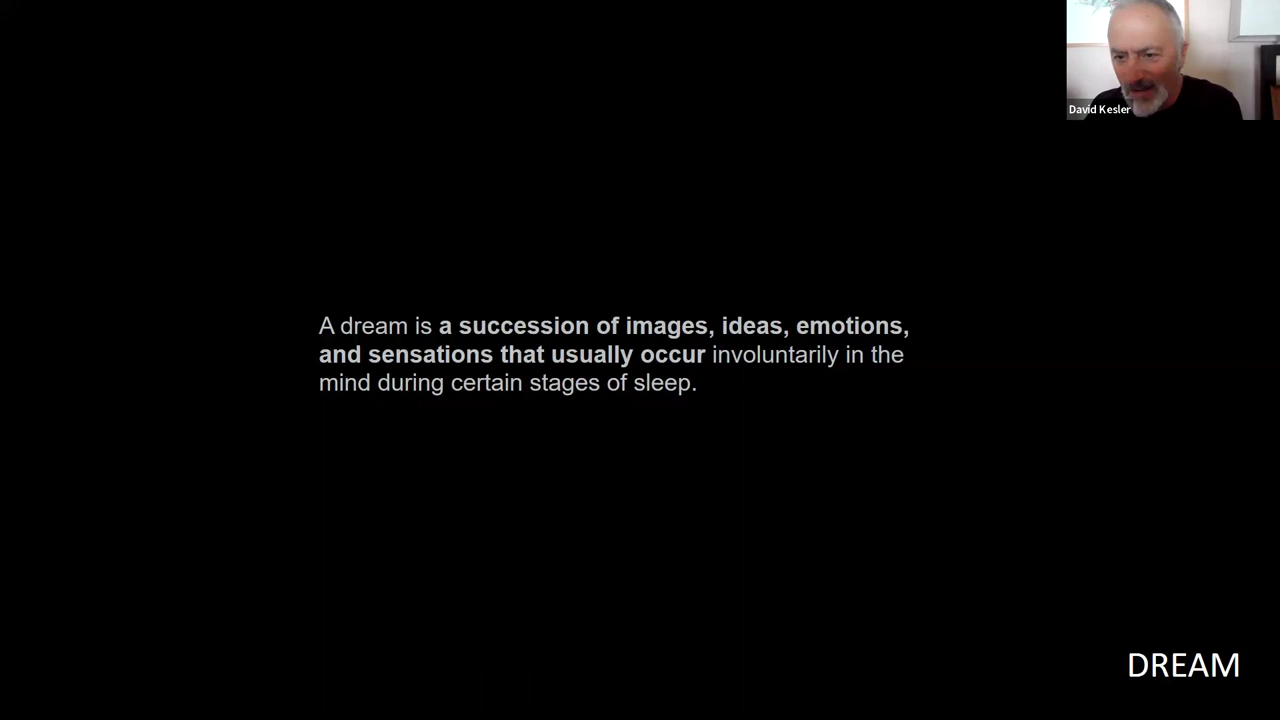 David Kesler
A dream is a succession of images, ideas, emotions,
and sensations that usually occur involuntarily in the
mind during certain stages of sleep.
DREAM